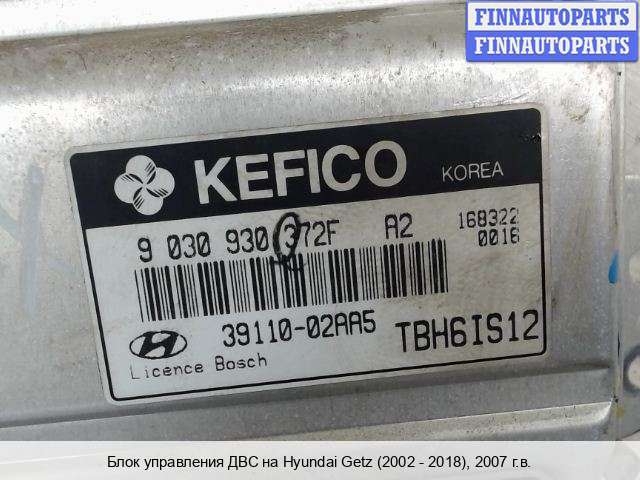 FINNAUTOPARTS
FINNAUTOPARTS
KEFICO KOREA
9 030 930 372F A2 168322
0016
39110-02AA5 TBH6IS12
Licence Bosch
Блок управления ДВС на Hyundai Getz (2002 - 2018), 2007 г.в.